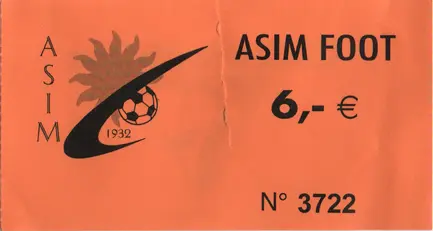 ASIM
1932
ASIM FOOT
6,- €
N° 3722